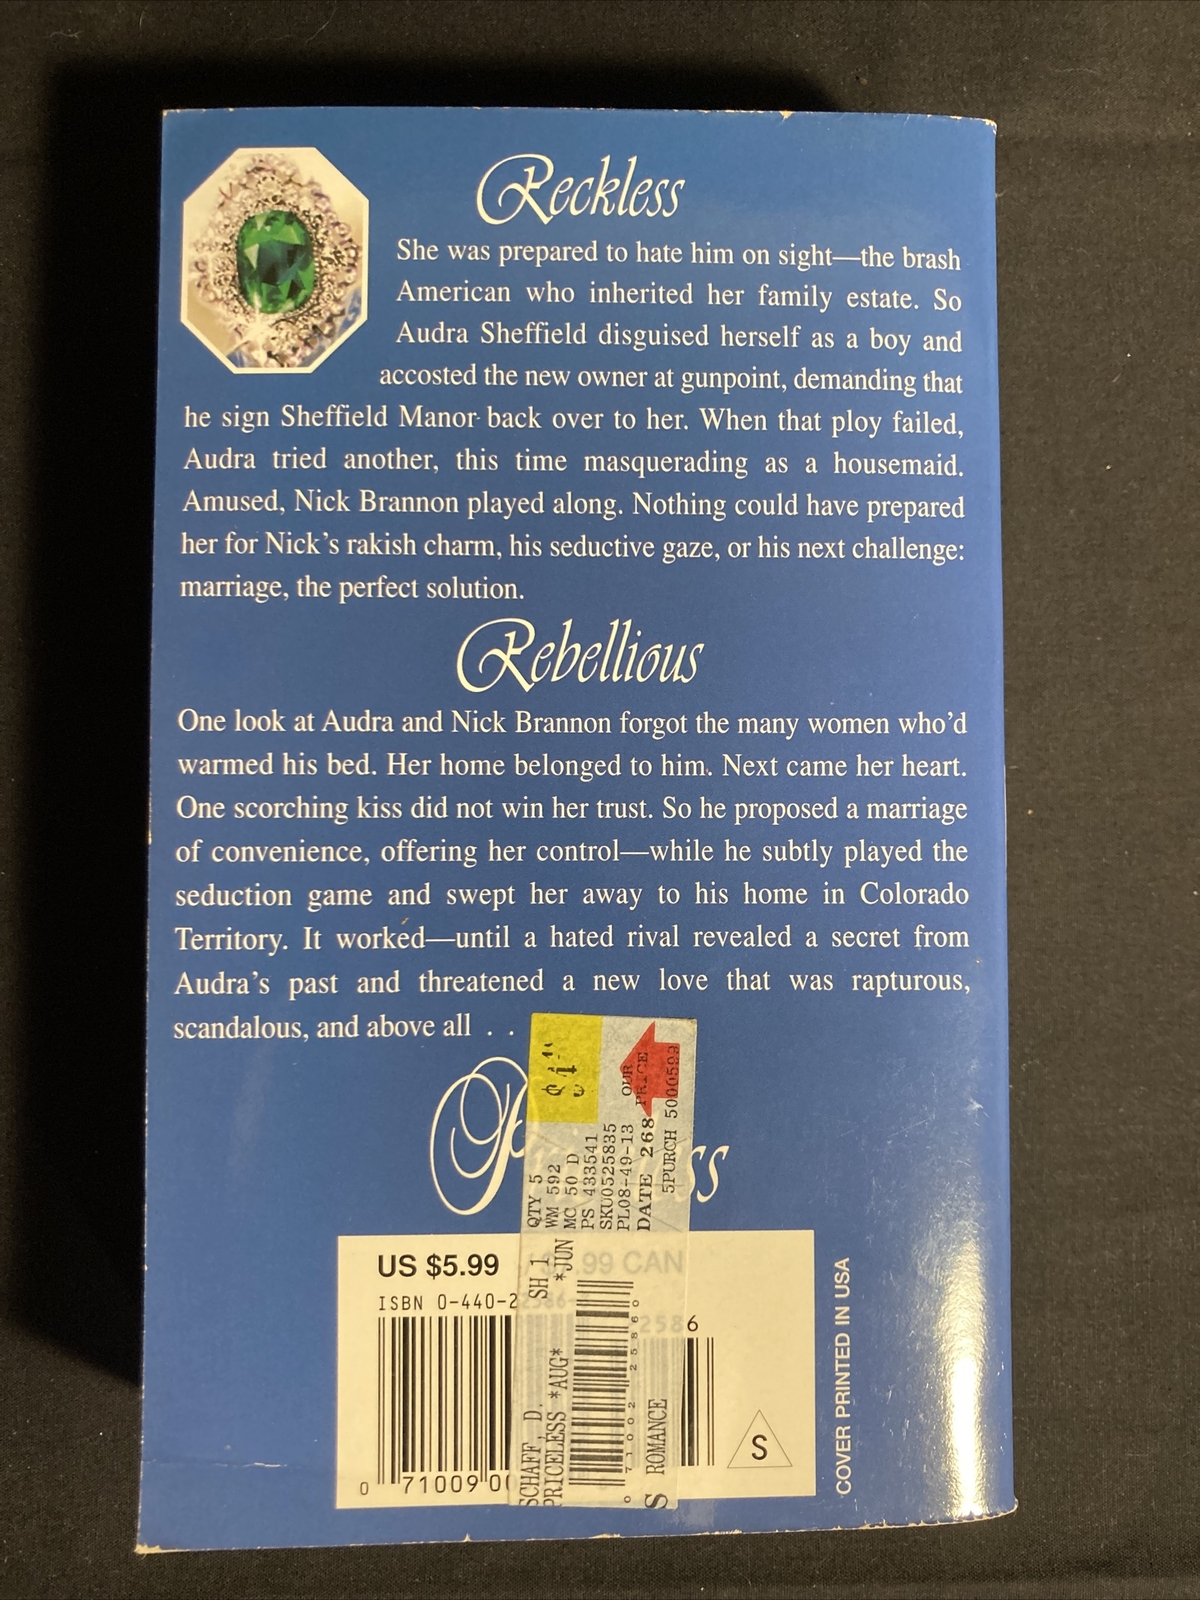 Reckless
She was prepared to hate him on sight—the brash
American who inherited her family estate. So
Audra Sheffield disguised herself as a boy and
accosted the new owner at gunpoint, demanding that
he sign Sheffield Manor back over to her. When that ploy failed,
Audra tried another, this time masquerading as a housemaid.
Amused, Nick Brannon played along. Nothing could have prepared
her for Nick's rakish charm, his seductive gaze, or his next challenge:
marriage, the perfect solution.
Rebellious
One look at Audra and Nick Brannon forgot the many women who'd
warmed his bed. Her home belonged to him. Next came her heart.
One scorching kiss did not win her trust. So he proposed a marriage
of convenience, offering her control—while he subtly played the
seduction game and swept her away to his home in Colorado
Territory. It worked—until a hated rival revealed a secret from
Audra's past and threatened a new love that was rapturous,
scandalous, and above all . .
OUR
PRICE
QTY 5
WM 592
MC 50 D
PS 433541
SKU0525835
PL08-49-13
DATE 268
5PURCH 5000599
SCHAFF, D. SH 1
PRICELESS *AUG* *JUN
0 71002 25860
S ROMANCE
US $5.99 .99 CAN
ISBN 0-440-2
2586
0 71009 00
S
COVER PRINTED IN USA